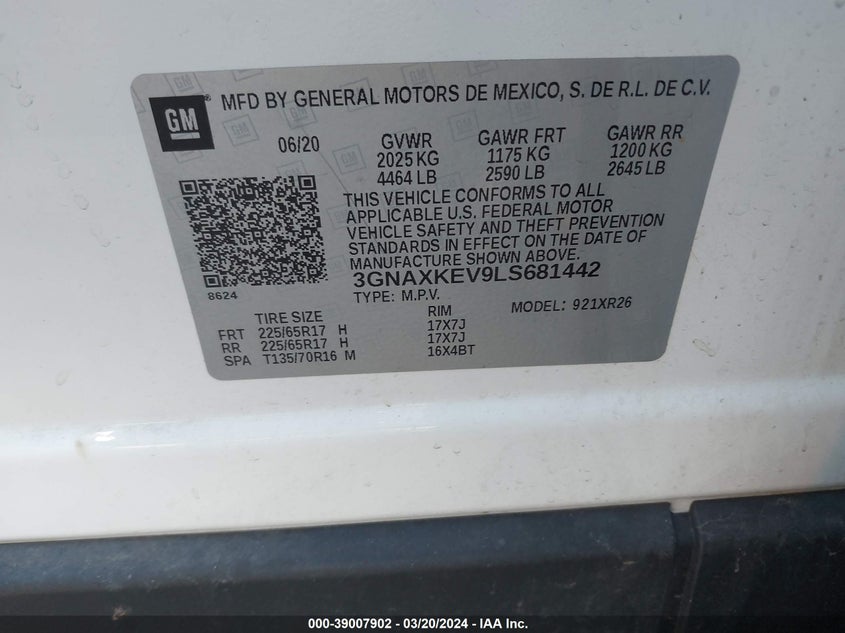 GM
MFD BY GENERAL MOTORS DE MEXICO, S. DE R.L. DE C.V.
06/20
GVWR
2025 KG
4464 LB
GAWR FRT
1175 KG
2590 LB
GAWR RR
1200 KG
2645 LB
THIS VEHICLE CONFORMS TO ALL
APPLICABLE U.S. FEDERAL MOTOR
VEHICLE SAFETY AND THEFT PREVENTION
STANDARDS IN EFFECT ON THE DATE OF
MANUFACTURE SHOWN ABOVE.
3GNAXKEV9LS681442
8624
TYPE: M.P.V.
MODEL: 921XR26
TIRE SIZE
RIM
FRT 225/65R17 H 17X7J
RR 225/65R17 H 17X7J
SPA T135/70R16 M 16X4BT
000-39007902 - 03/20/2024 - IAA Inc.